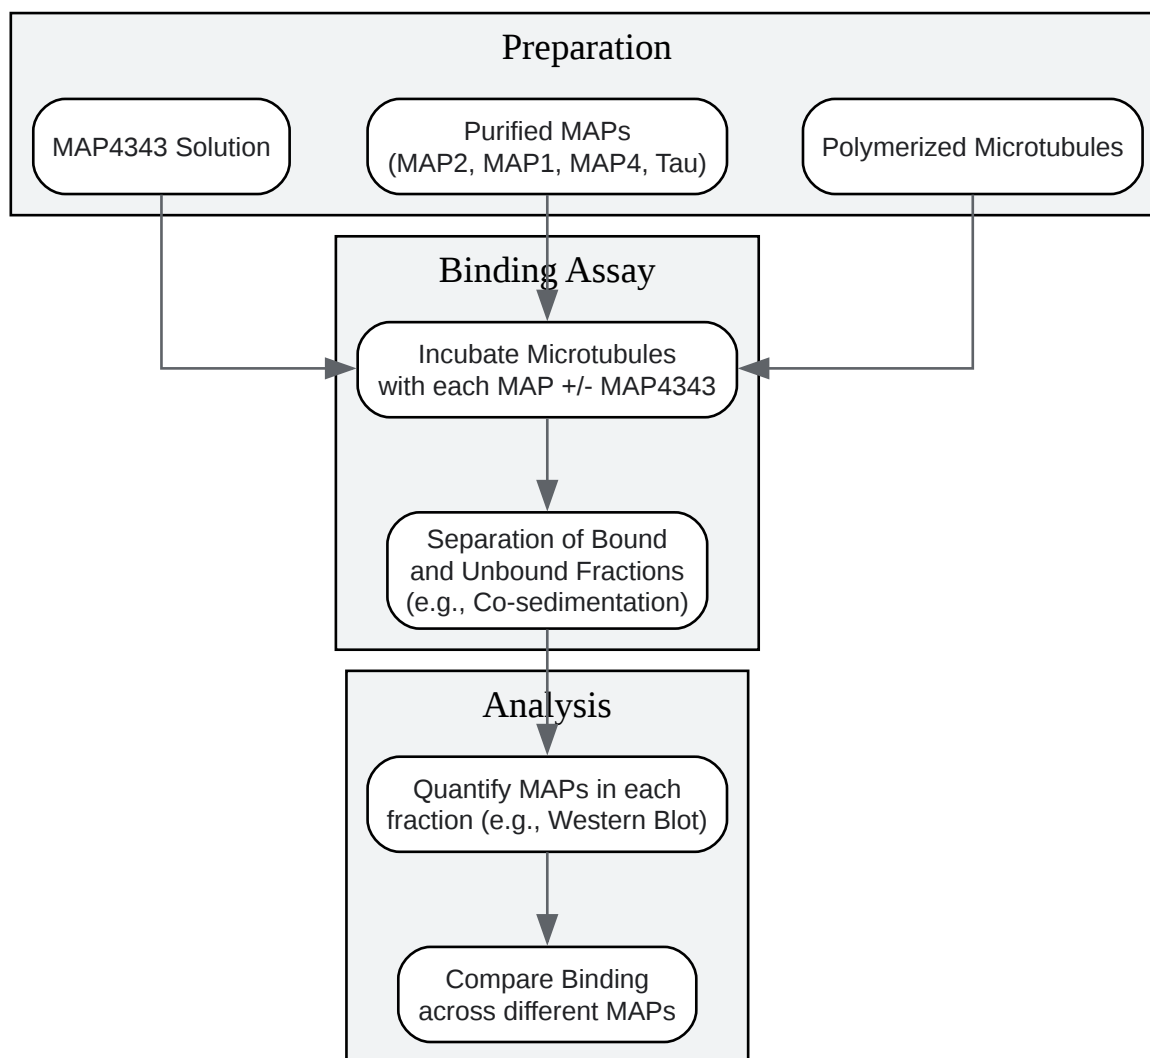 Preparation
MAP4343 Solution
Purified MAPs
(MAP2, MAP1, MAP4, Tau)
Polymerized Microtubules
Binding Assay
Incubate Microtubules
with each MAP +/- MAP4343
Separation of Bound
and Unbound Fractions
(e.g., Co-sedimentation)
Analysis
Quantify MAPs in each
fraction (e.g., Western Blot)
Compare Binding
across different MAPs